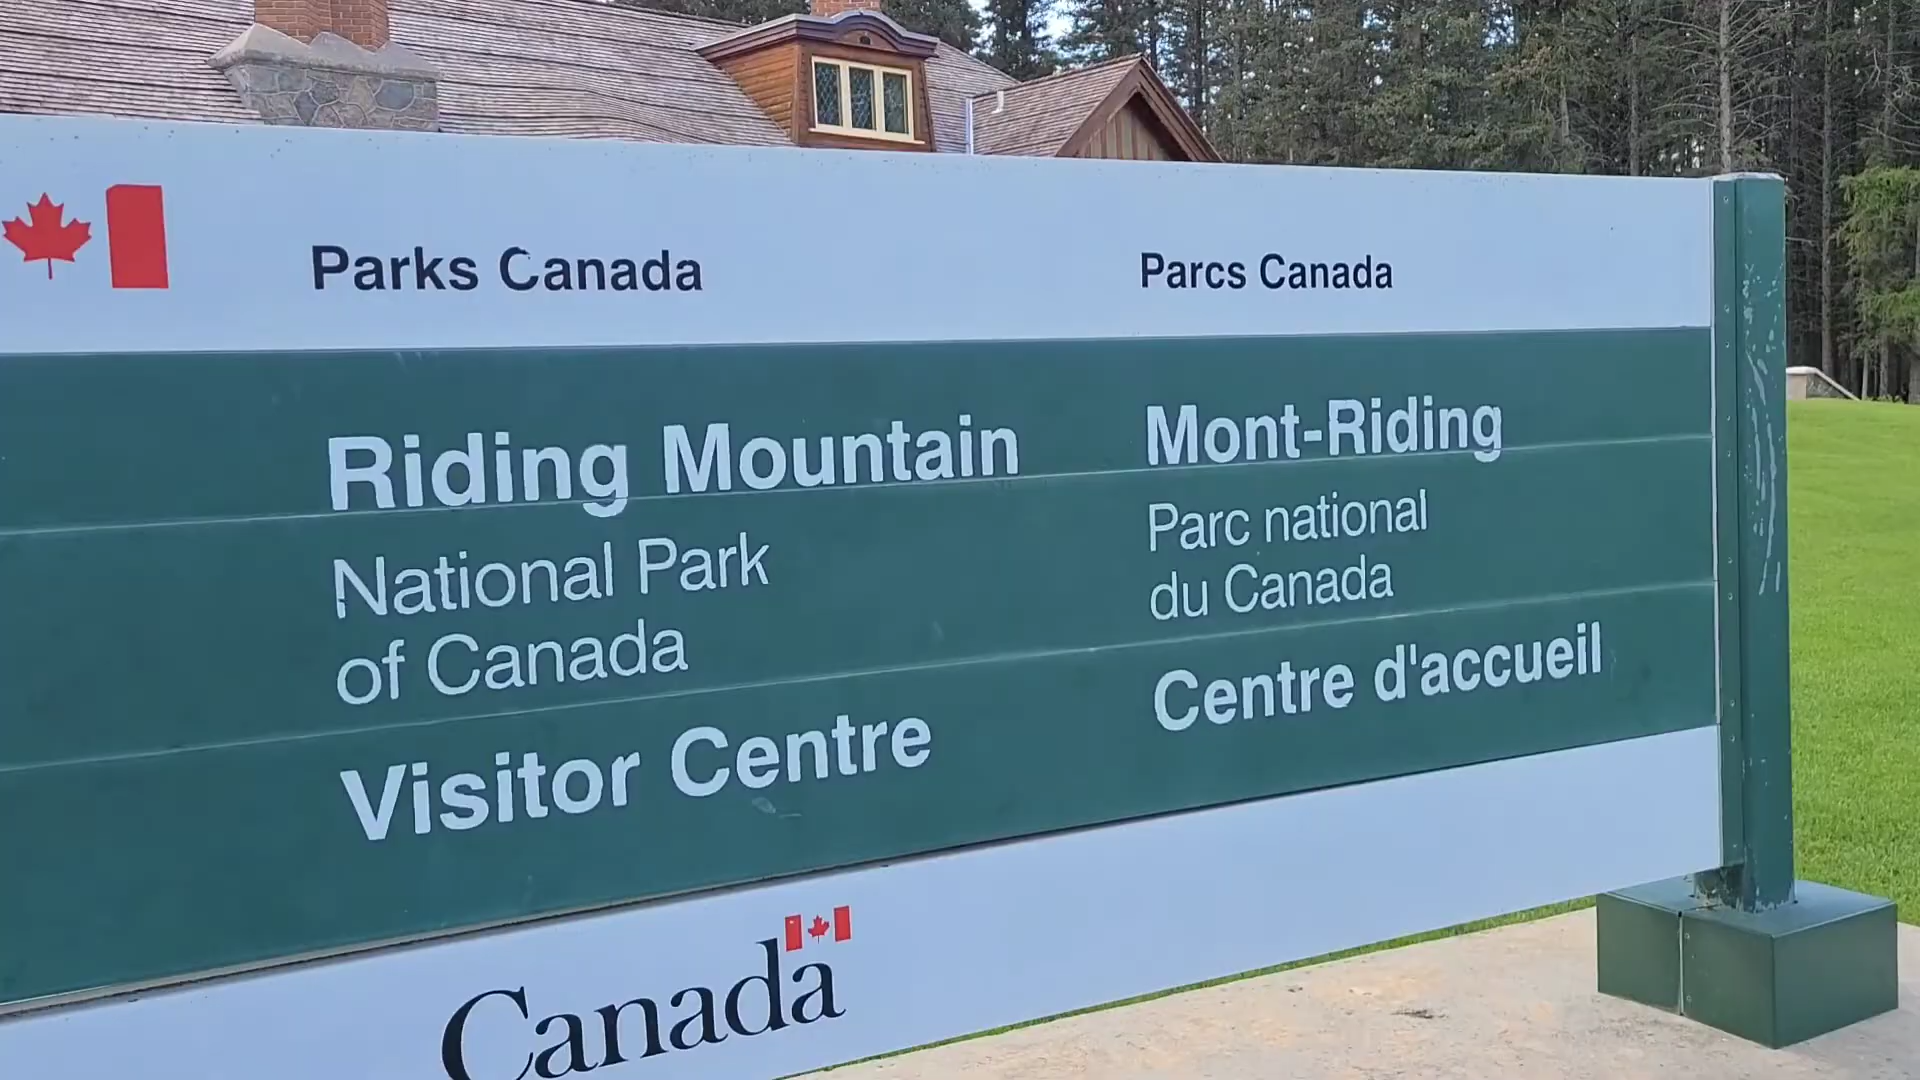 Parks Canada
Parcs Canada
Riding Mountain
National Park
of Canada
Visitor Centre
Mont-Riding
Parc national
du Canada
Centre d'accueil
Canada